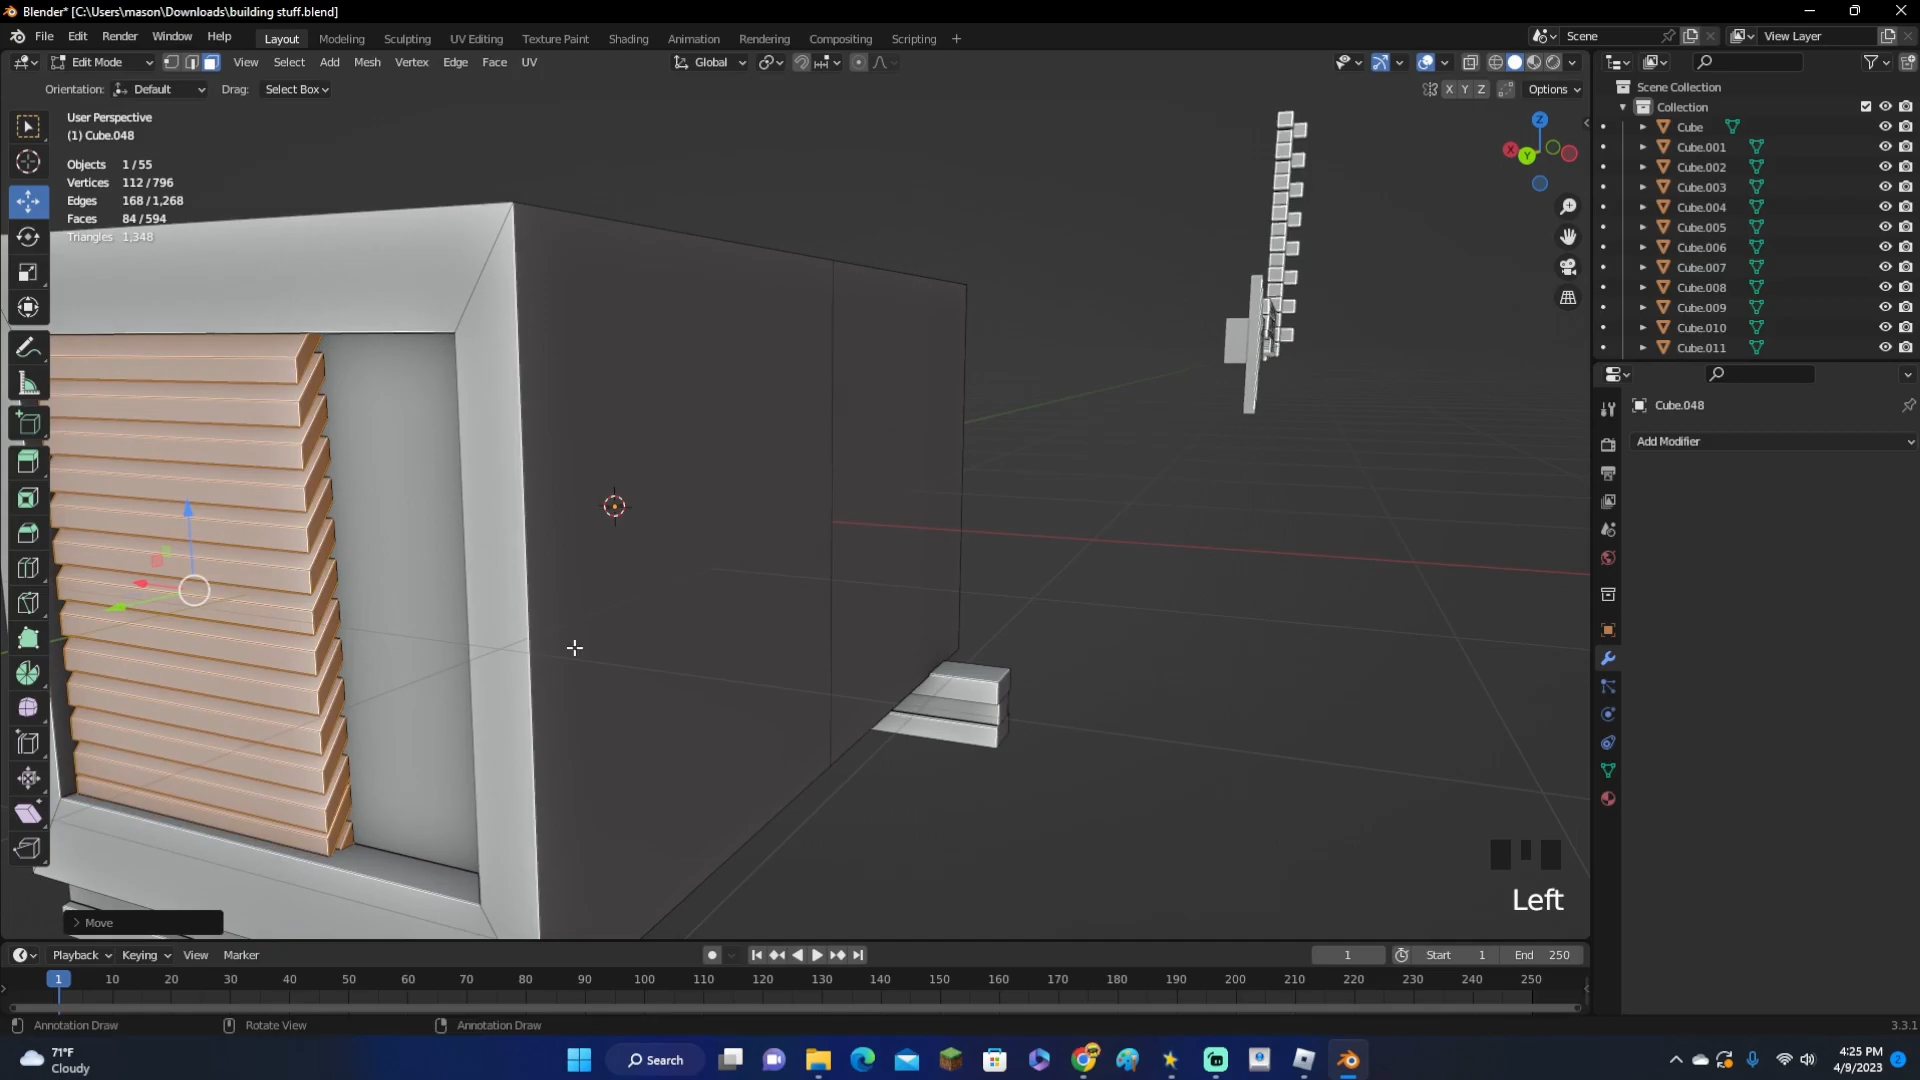 Blender* [C:\Users\mason\Downloads\building stuff.blend]
File Edit Render Window Help Layout Modeling Sculpting UV Editing Texture Paint Shading Animation Rendering Compositing Scripting + Scene View Layer
Edit Mode View Select Add Mesh Vertex Edge Face UV Global
Orientation: Default Drag: Select Box X Y Z Options
User Perspective
(1) Cube.048
Objects 1/55
Vertices 112/796
Edges 168/1,268
Faces 84/594
Triangles 1,348
Z
X
Y
Scene Collection
Collection
Cube
Cube.001
Cube.002
Cube.003
Cube.004
Cube.005
Cube.006
Cube.007
Cube.008
Cube.009
Cube.010
Cube.011
Cube.048
Add Modifier
Left
> Move
Playback Keying View Marker 1 Start 1 End 250
1 10 20 30 40 50 60 70 80 90 100 110 120 130 140 150 160 170 180 190 200 210 220 230 240 250
Annotation Draw Rotate View Annotation Draw 3.3.1
71°F
Cloudy
Search
4:25 PM
4/9/2023
2